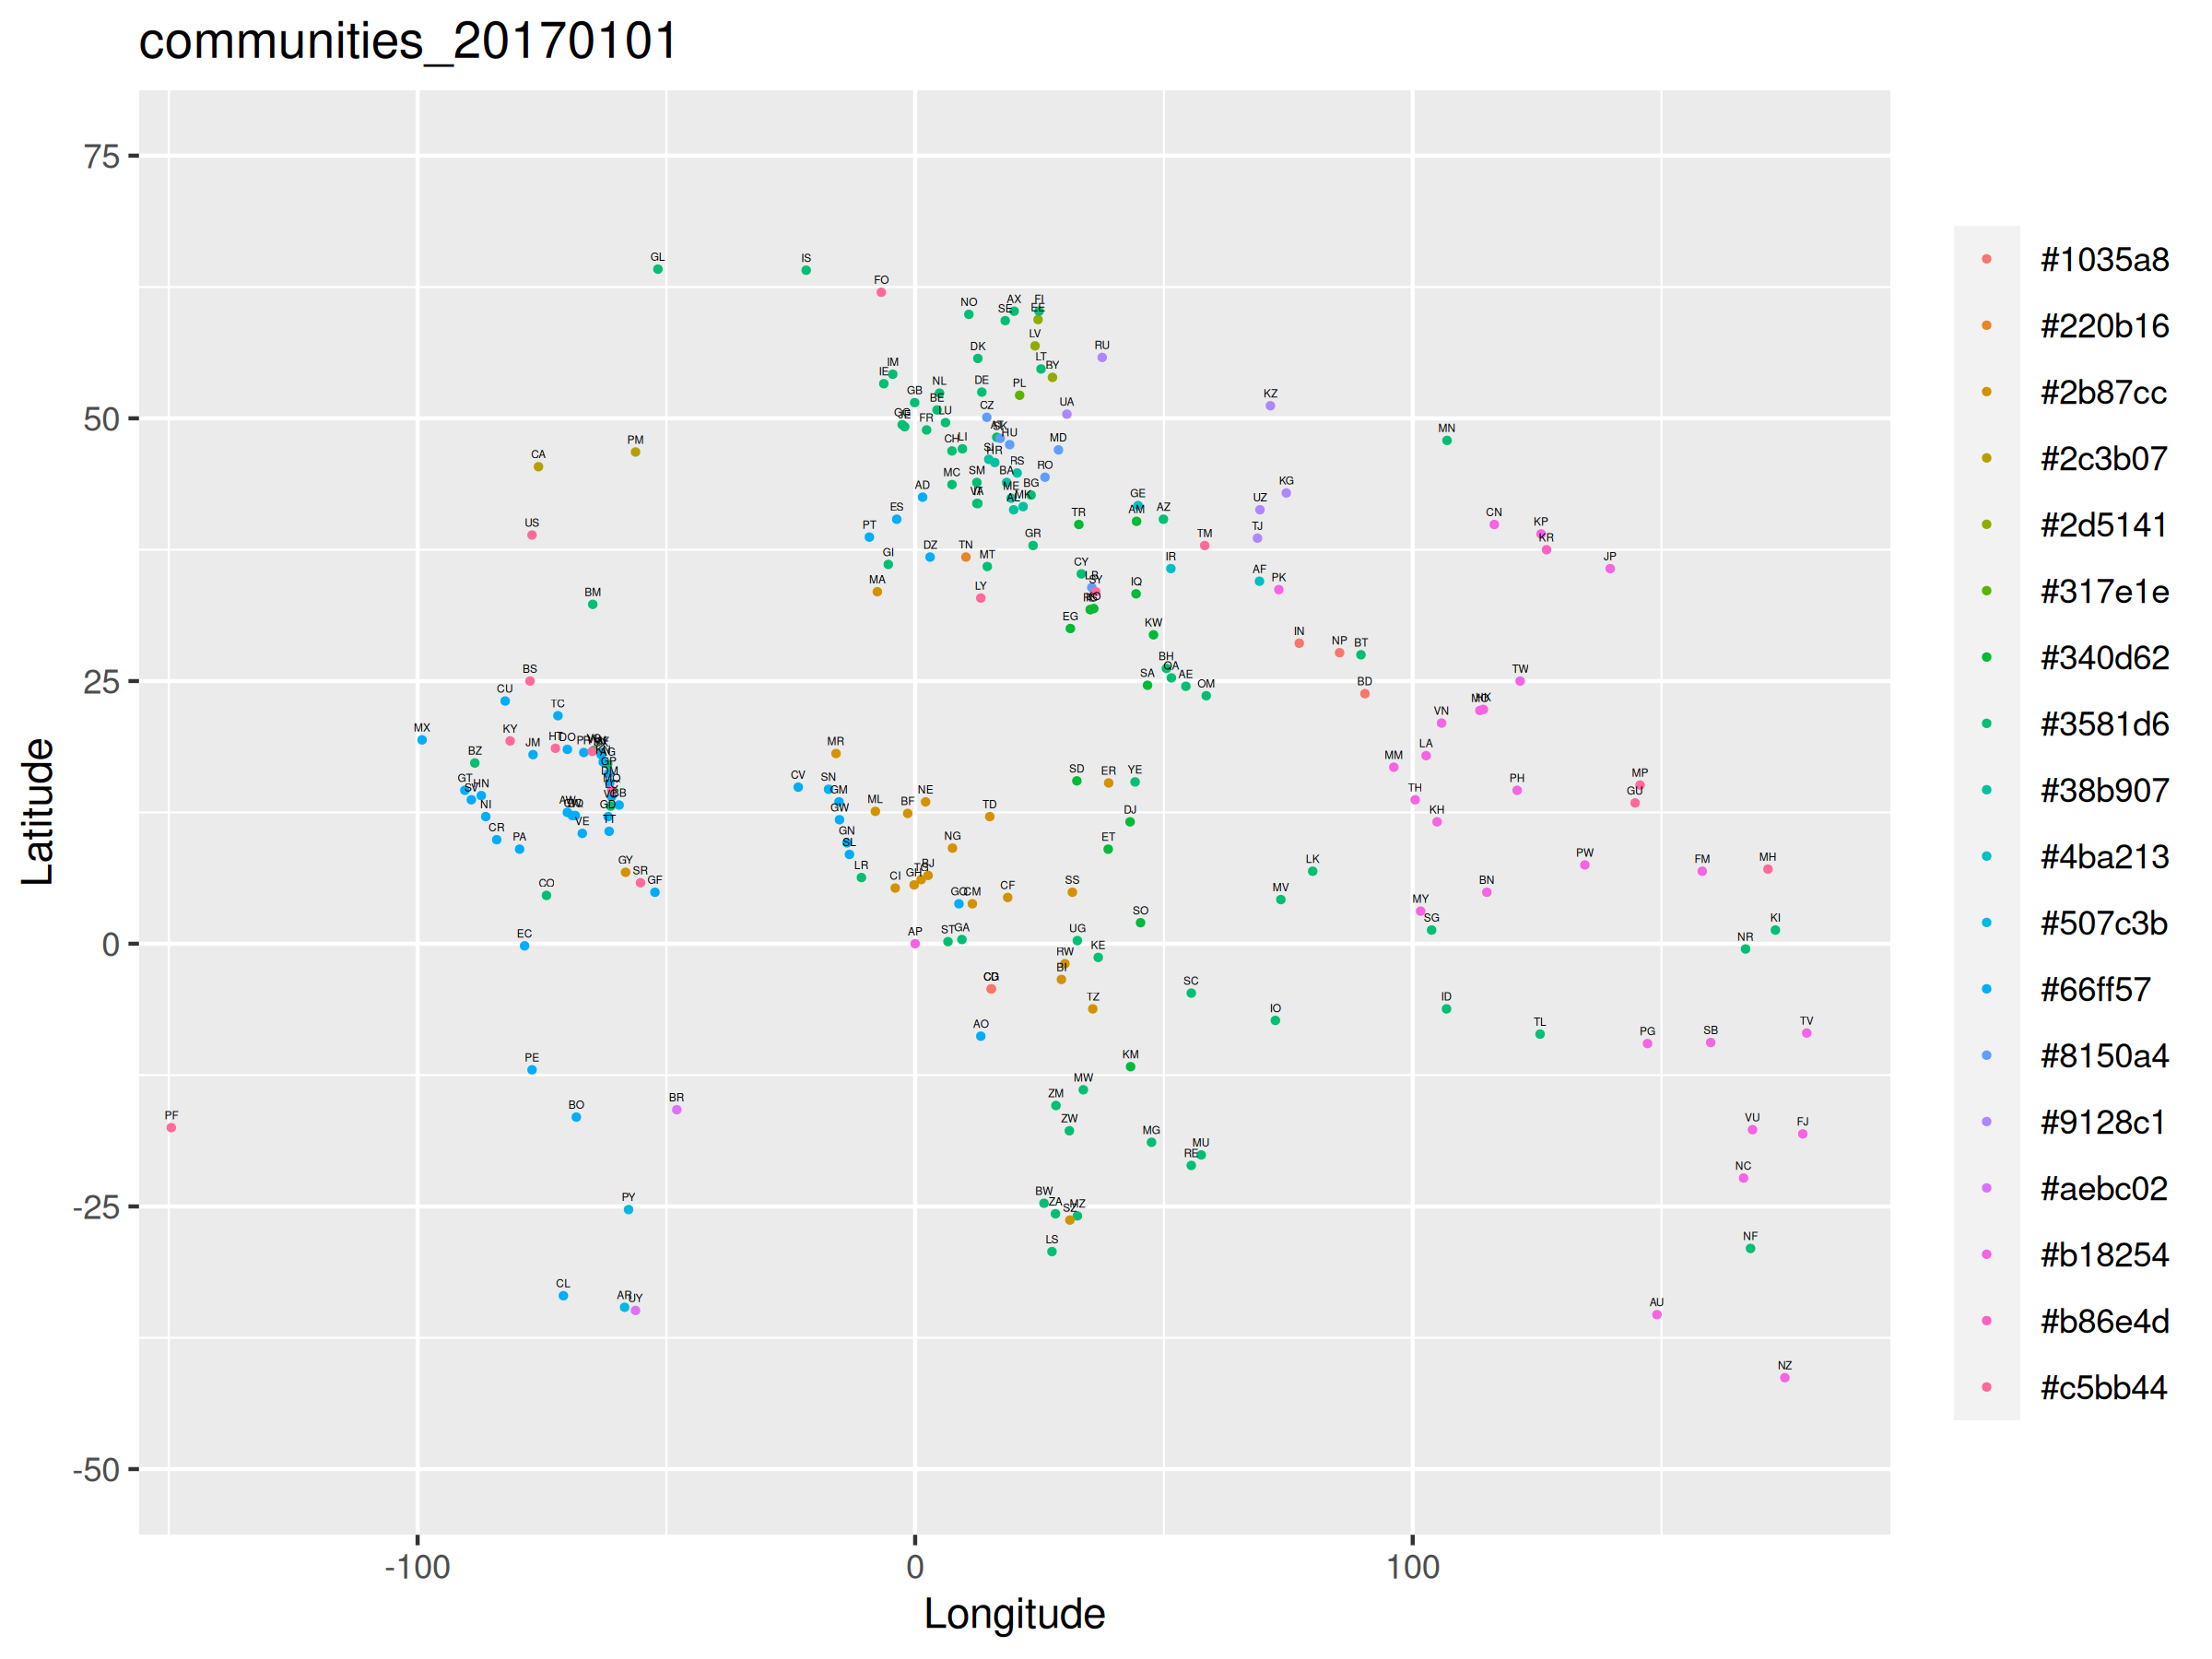 communities_20170101
75
50
25
0
-25
-50
Latitude
-100
0
100
Longitude
#1035a8
#220b16
#2b87cc
#2c3b07
#2d5141
#317e1e
#340d62
#3581d6
#38b907
#4ba213
#507c3b
#66ff57
#8150a4
#9128c1
#aebc02
#b18254
#b86e4d
#c5bb44
GL
IS
FO
NO
SE
AX
FI
EE
LV
DK
RU
LT
BY
IM
IE
NL
DE
PL
GB
BE
CZ
UA
KZ
LU
FR
MN
PM
CA
CH
LI
HU
MD
HR
RS
RO
MC
SM
BA
AD
ME
MK
BG
AL
GE
KG
UZ
ES
US
PT
TR
AM
AZ
CN
KP
KR
TJ
DZ
TN
MT
GR
TM
GI
CY
IR
JP
MA
LY
SY
IQ
AF
PK
BM
EG
KW
IN
NP
BT
BH
QA
BS
SA
AE
OM
BD
TW
CU
TC
VN
MX
KY
HT
DO
JM
MR
LA
BZ
MM
SD
ER
YE
MP
GT
HN
SV
CV
SN
GM
TH
PH
GU
NI
BB
GD
ML
BF
NE
TD
GW
DJ
KH
VE
TT
CR
PA
GN
SL
NG
ET
GY
SR
GF
LR
CI
GH
BJ
CF
SS
LK
PW
FM
MH
CO
CM
MV
BN
MY
SG
SO
EC
AP
ST
GA
UG
KE
KI
NR
RW
BI
SC
TZ
IO
ID
AO
TL
PG
SB
TV
PE
KM
MW
ZM
BO
BR
PF
ZW
MG
MU
RE
VU
FJ
NC
PY
BW
ZA
SZ
MZ
LS
NF
CL
AR
UY
AU
NZ